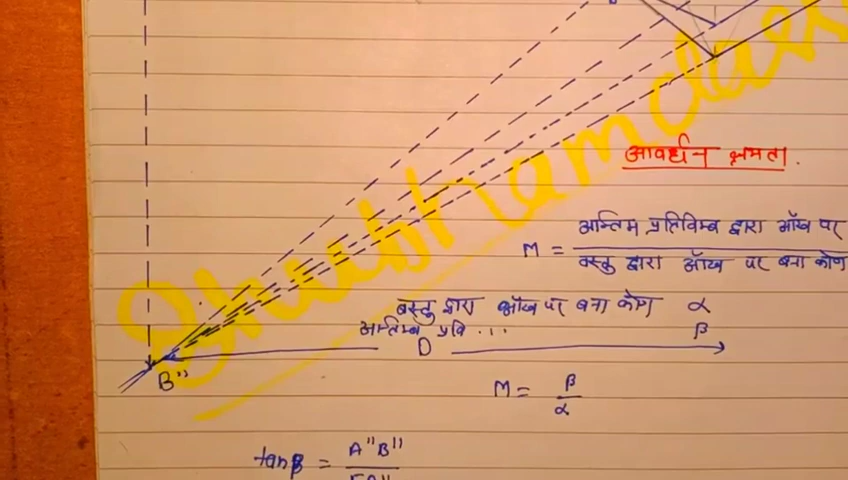 आवर्धन क्षमता.
अन्तिम प्रतिबिम्ब द्वारा आँख पर
M =
वस्तु द्वारा आँख पर बना कोण
वस्तु द्वारा आँख पर बना कोण α
अन्तिम्ब प्रति... β
D
B"
M = β
α
tanβ = A"B"